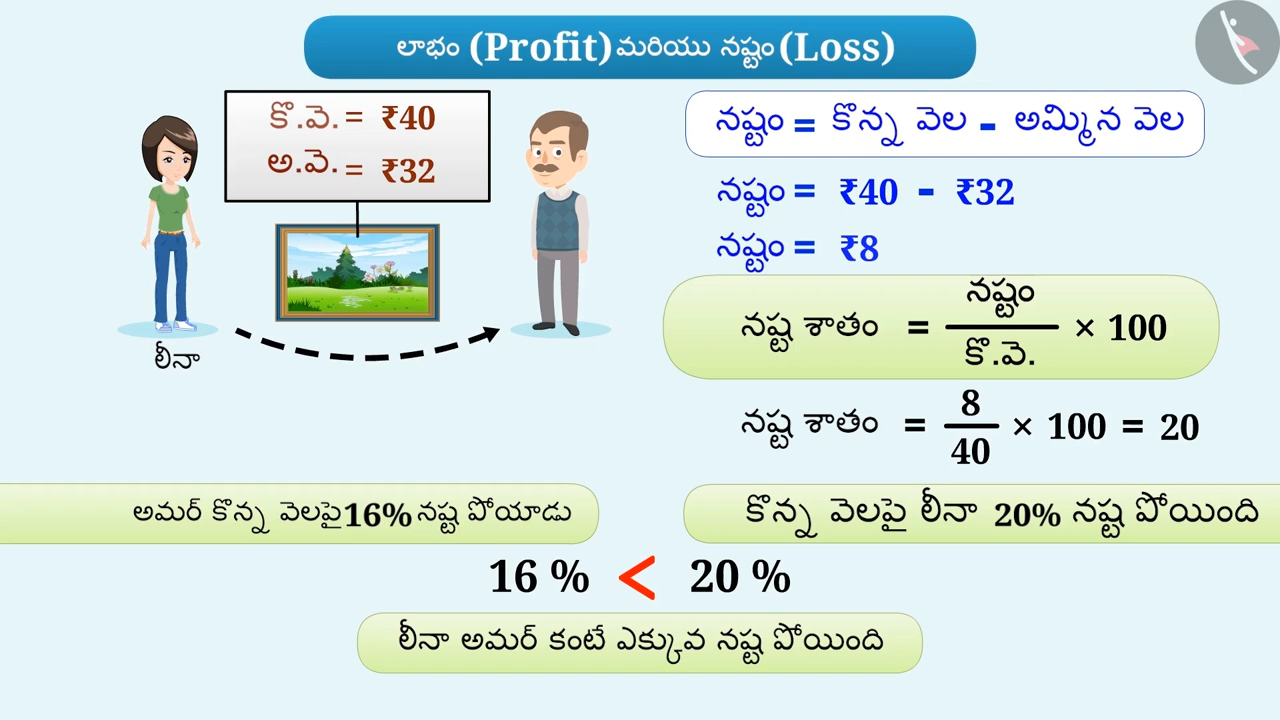 లాభం (Profit) మరియు నష్టం (Loss)
కొ.వె. = ₹40
అ.వె. = ₹32
లీనా
నష్టం = కొన్న వెల - అమ్మిన వెల
నష్టం = ₹40 - ₹32
నష్టం = ₹8
నష్ట శాతం = నష్టం / కొ.వె. × 100
నష్ట శాతం = 8 / 40 × 100 = 20
అమర్ కొన్న వెలపై 16% నష్ట పోయాడు
కొన్న వెలపై లీనా 20% నష్ట పోయింది
16 % < 20 %
లీనా అమర్ కంటే ఎక్కువ నష్ట పోయింది